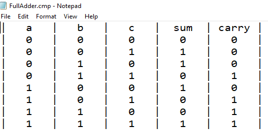 FullAdder.cmp - Notepad
File Edit Format View Help
| a | b | c | sum | carry |
| 0 | 0 | 0 | 0 | 0 |
| 0 | 0 | 1 | 1 | 0 |
| 0 | 1 | 0 | 1 | 0 |
| 0 | 1 | 1 | 0 | 1 |
| 1 | 0 | 0 | 1 | 0 |
| 1 | 0 | 1 | 0 | 1 |
| 1 | 1 | 0 | 0 | 1 |
| 1 | 1 | 1 | 1 | 1 |